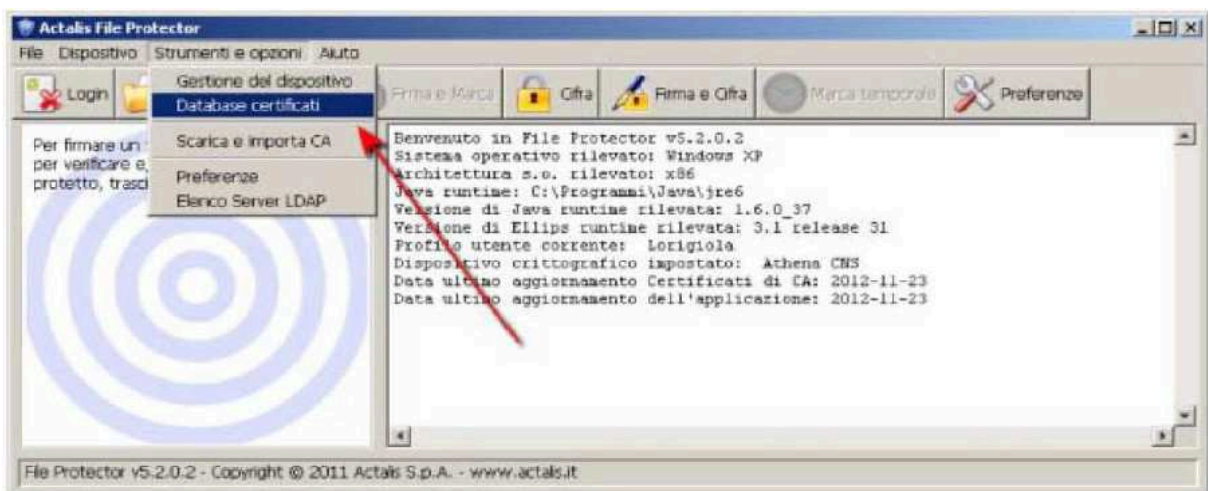 Actalis File Protector
File Dispositivo Strumenti e opzioni Aiuto
Login
Firma e Marca
Cifra
Firma e Cifra
Marca temporale
Preferenze
Gestione del dispositivo
Database certificati
Scarica e importa CA
Preferenze
Elenco Server LDAP
Per firmare un
per verificare e
protetto, trasci
Benvenuto in File Protector v5.2.0.2
Sistema operativo rilevato: Windows XP
Architettura s.o. rilevato: x86
Java runtime: C:\Programmi\Java\jre6
Versione di Java runtime rilevata: 1.6.0_37
Versione di Ellips runtime rilevata: 3.1 release 31
Profilo utente corrente: Lorigiola
Dispositivo crittografico impostato: Athena CNS
Data ultimo aggiornamento Certificati di CA: 2012-11-23
Data ultimo aggiornamento dell'applicazione: 2012-11-23
File Protector v5.2.0.2 - Copyright © 2011 Actalis S.p.A. - www.actalis.it